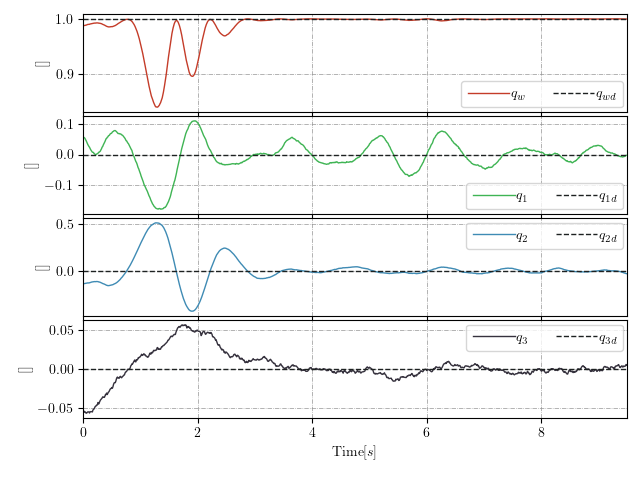 1.0
0.9
[]
q_w q_wd
0.1
0.0
−0.1
[]
q_1 q_1d
0.5
0.0
[]
q_2 q_2d
0.05
0.00
−0.05
[]
q_3 q_3d
0 2 4 6 8
Time[s]